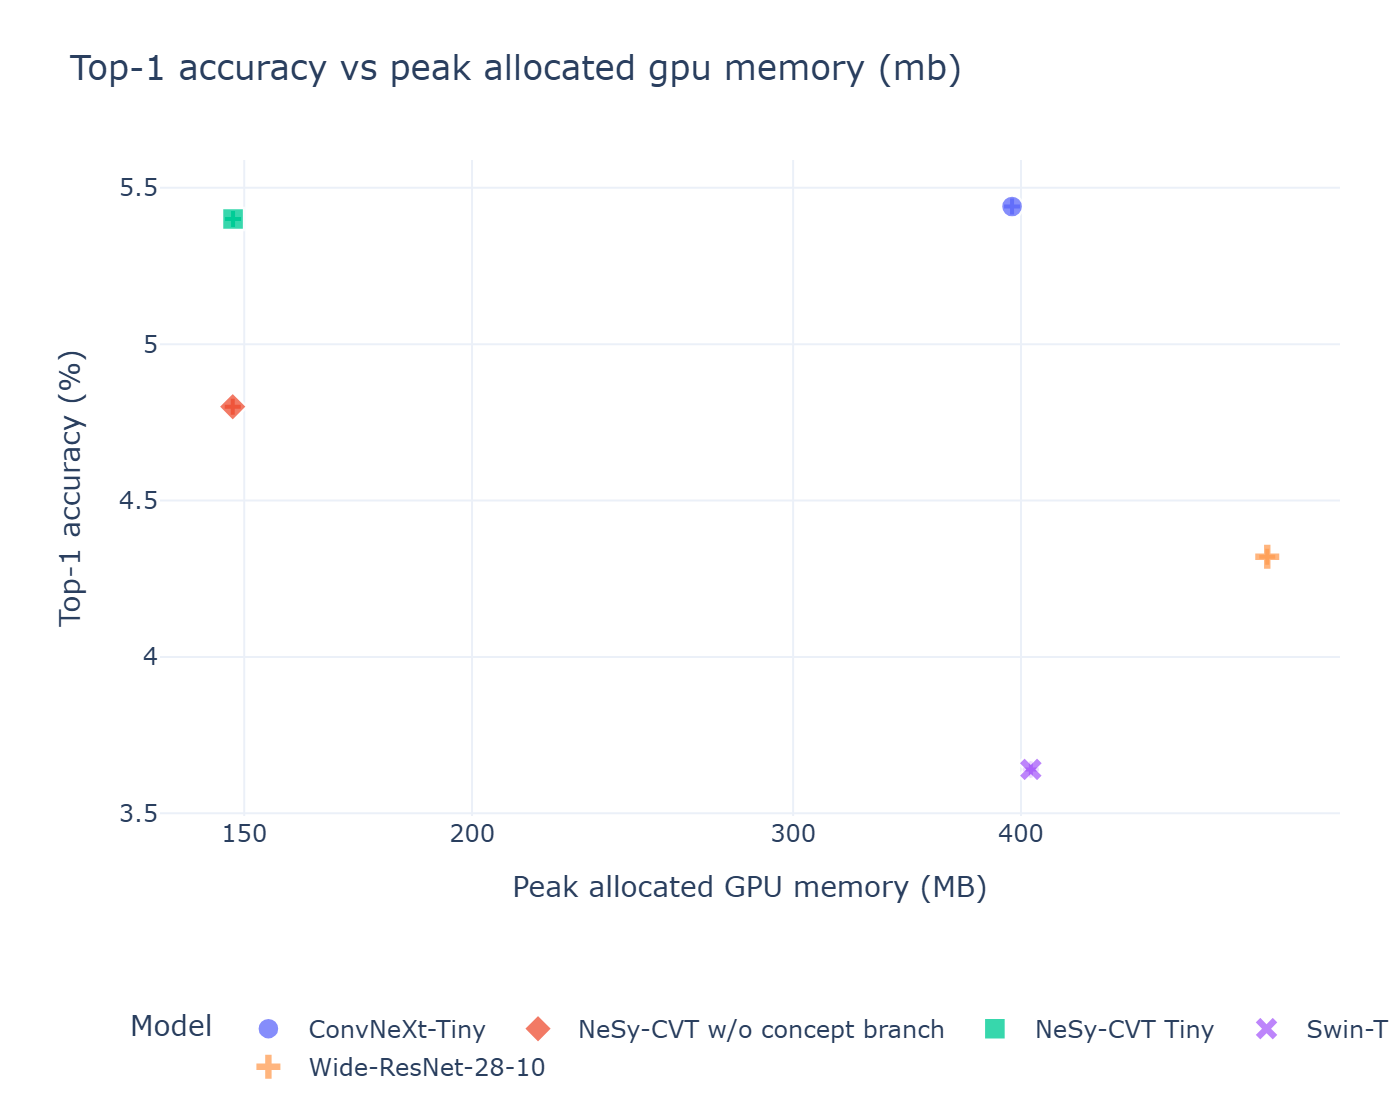 Top-1 accuracy vs peak allocated gpu memory (mb)
Top-1 accuracy (%)
5.5
5
4.5
4
3.5
150 200 300 400
Peak allocated GPU memory (MB)
Model ConvNeXt-Tiny NeSy-CVT w/o concept branch NeSy-CVT Tiny Swin-T
Wide-ResNet-28-10